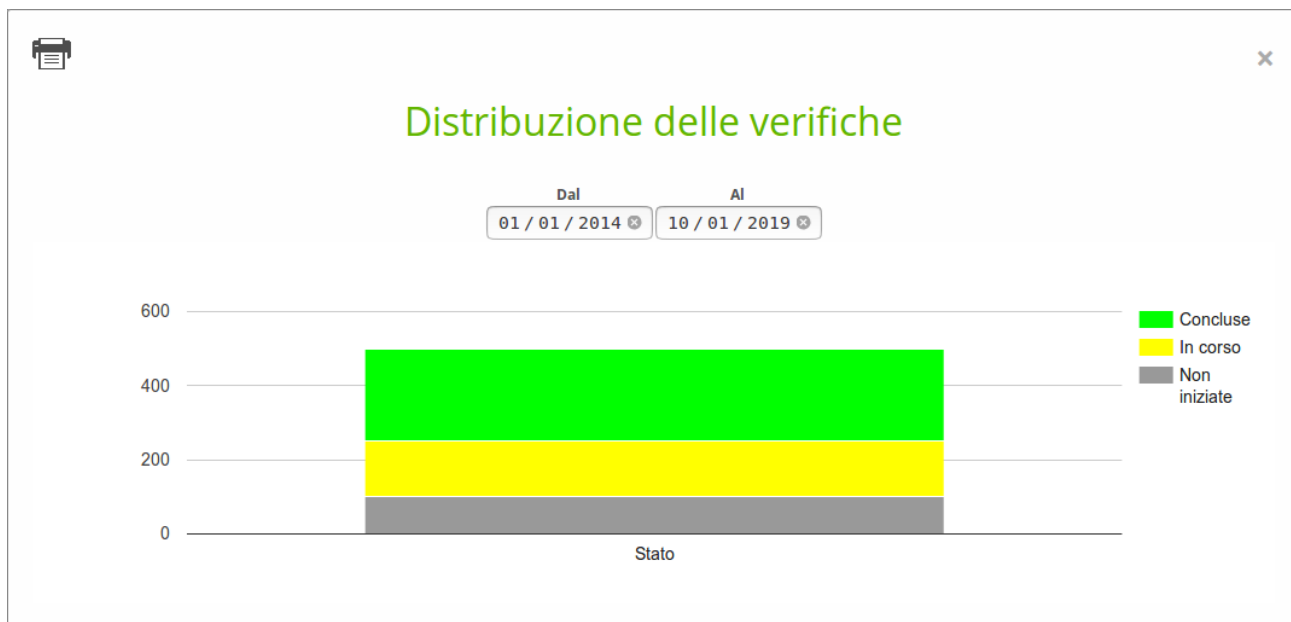 Distribuzione delle verifiche
Dal Al
01/01/2014 10/01/2019
600
400
200
0
Stato
Concluse
In corso
Non
iniziate